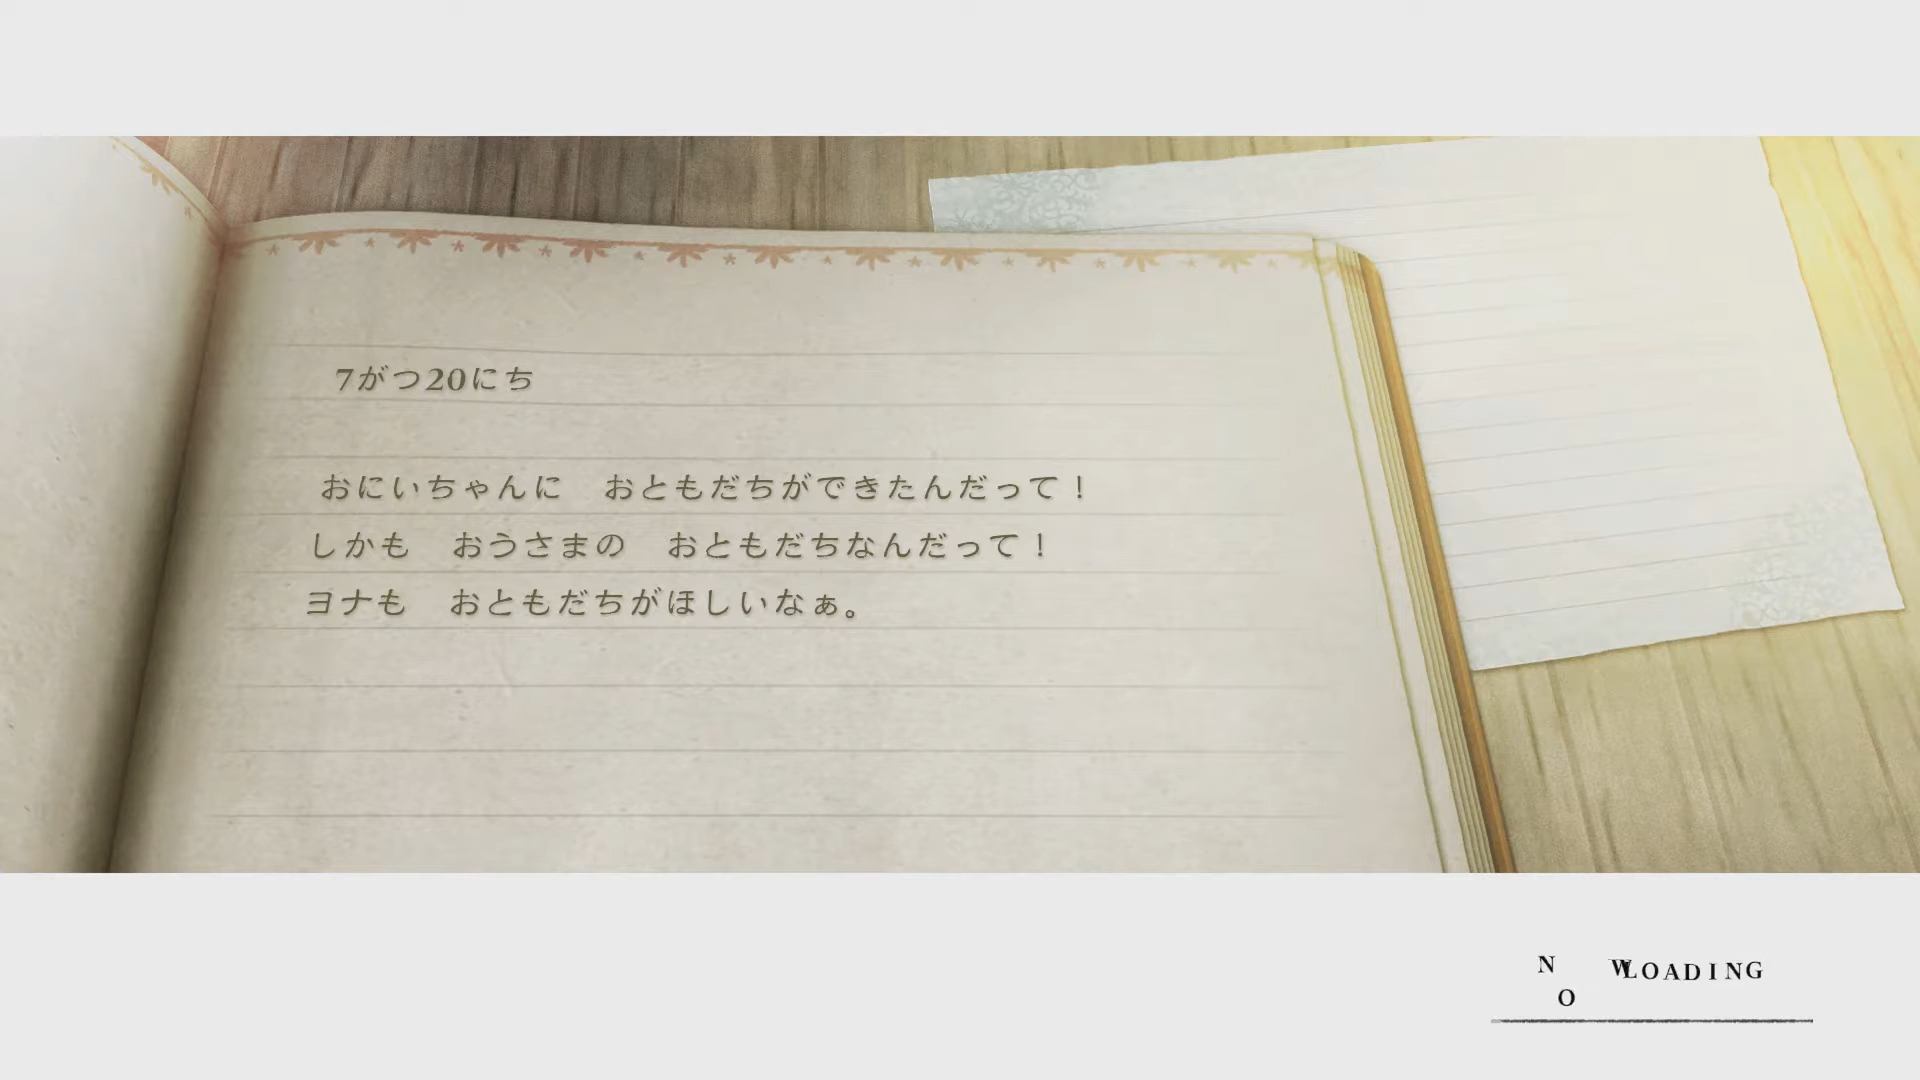 7がつ20にち
おにいちゃんに　おともだちができたんだって！
しかも　おうさまの　おともだちなんだって！
ヨナも　おともだちがほしいなぁ。
NOW LOADING